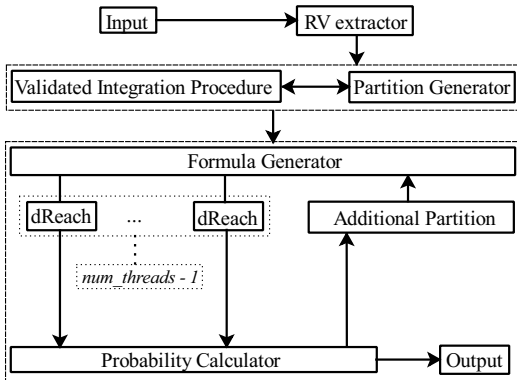 Input
RV extractor
Validated Integration Procedure
Partition Generator
Formula Generator
dReach
...
dReach
Additional Partition
num_threads - 1
Probability Calculator
Output